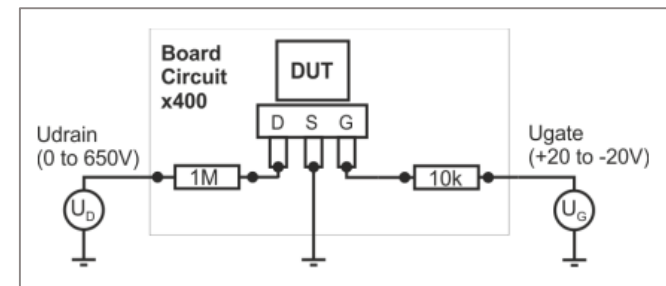 Board
Circuit
x400
DUT
D S G
Udrain
(0 to 650V)
1M
10k
Ugate
(+20 to -20V)
UD
UG